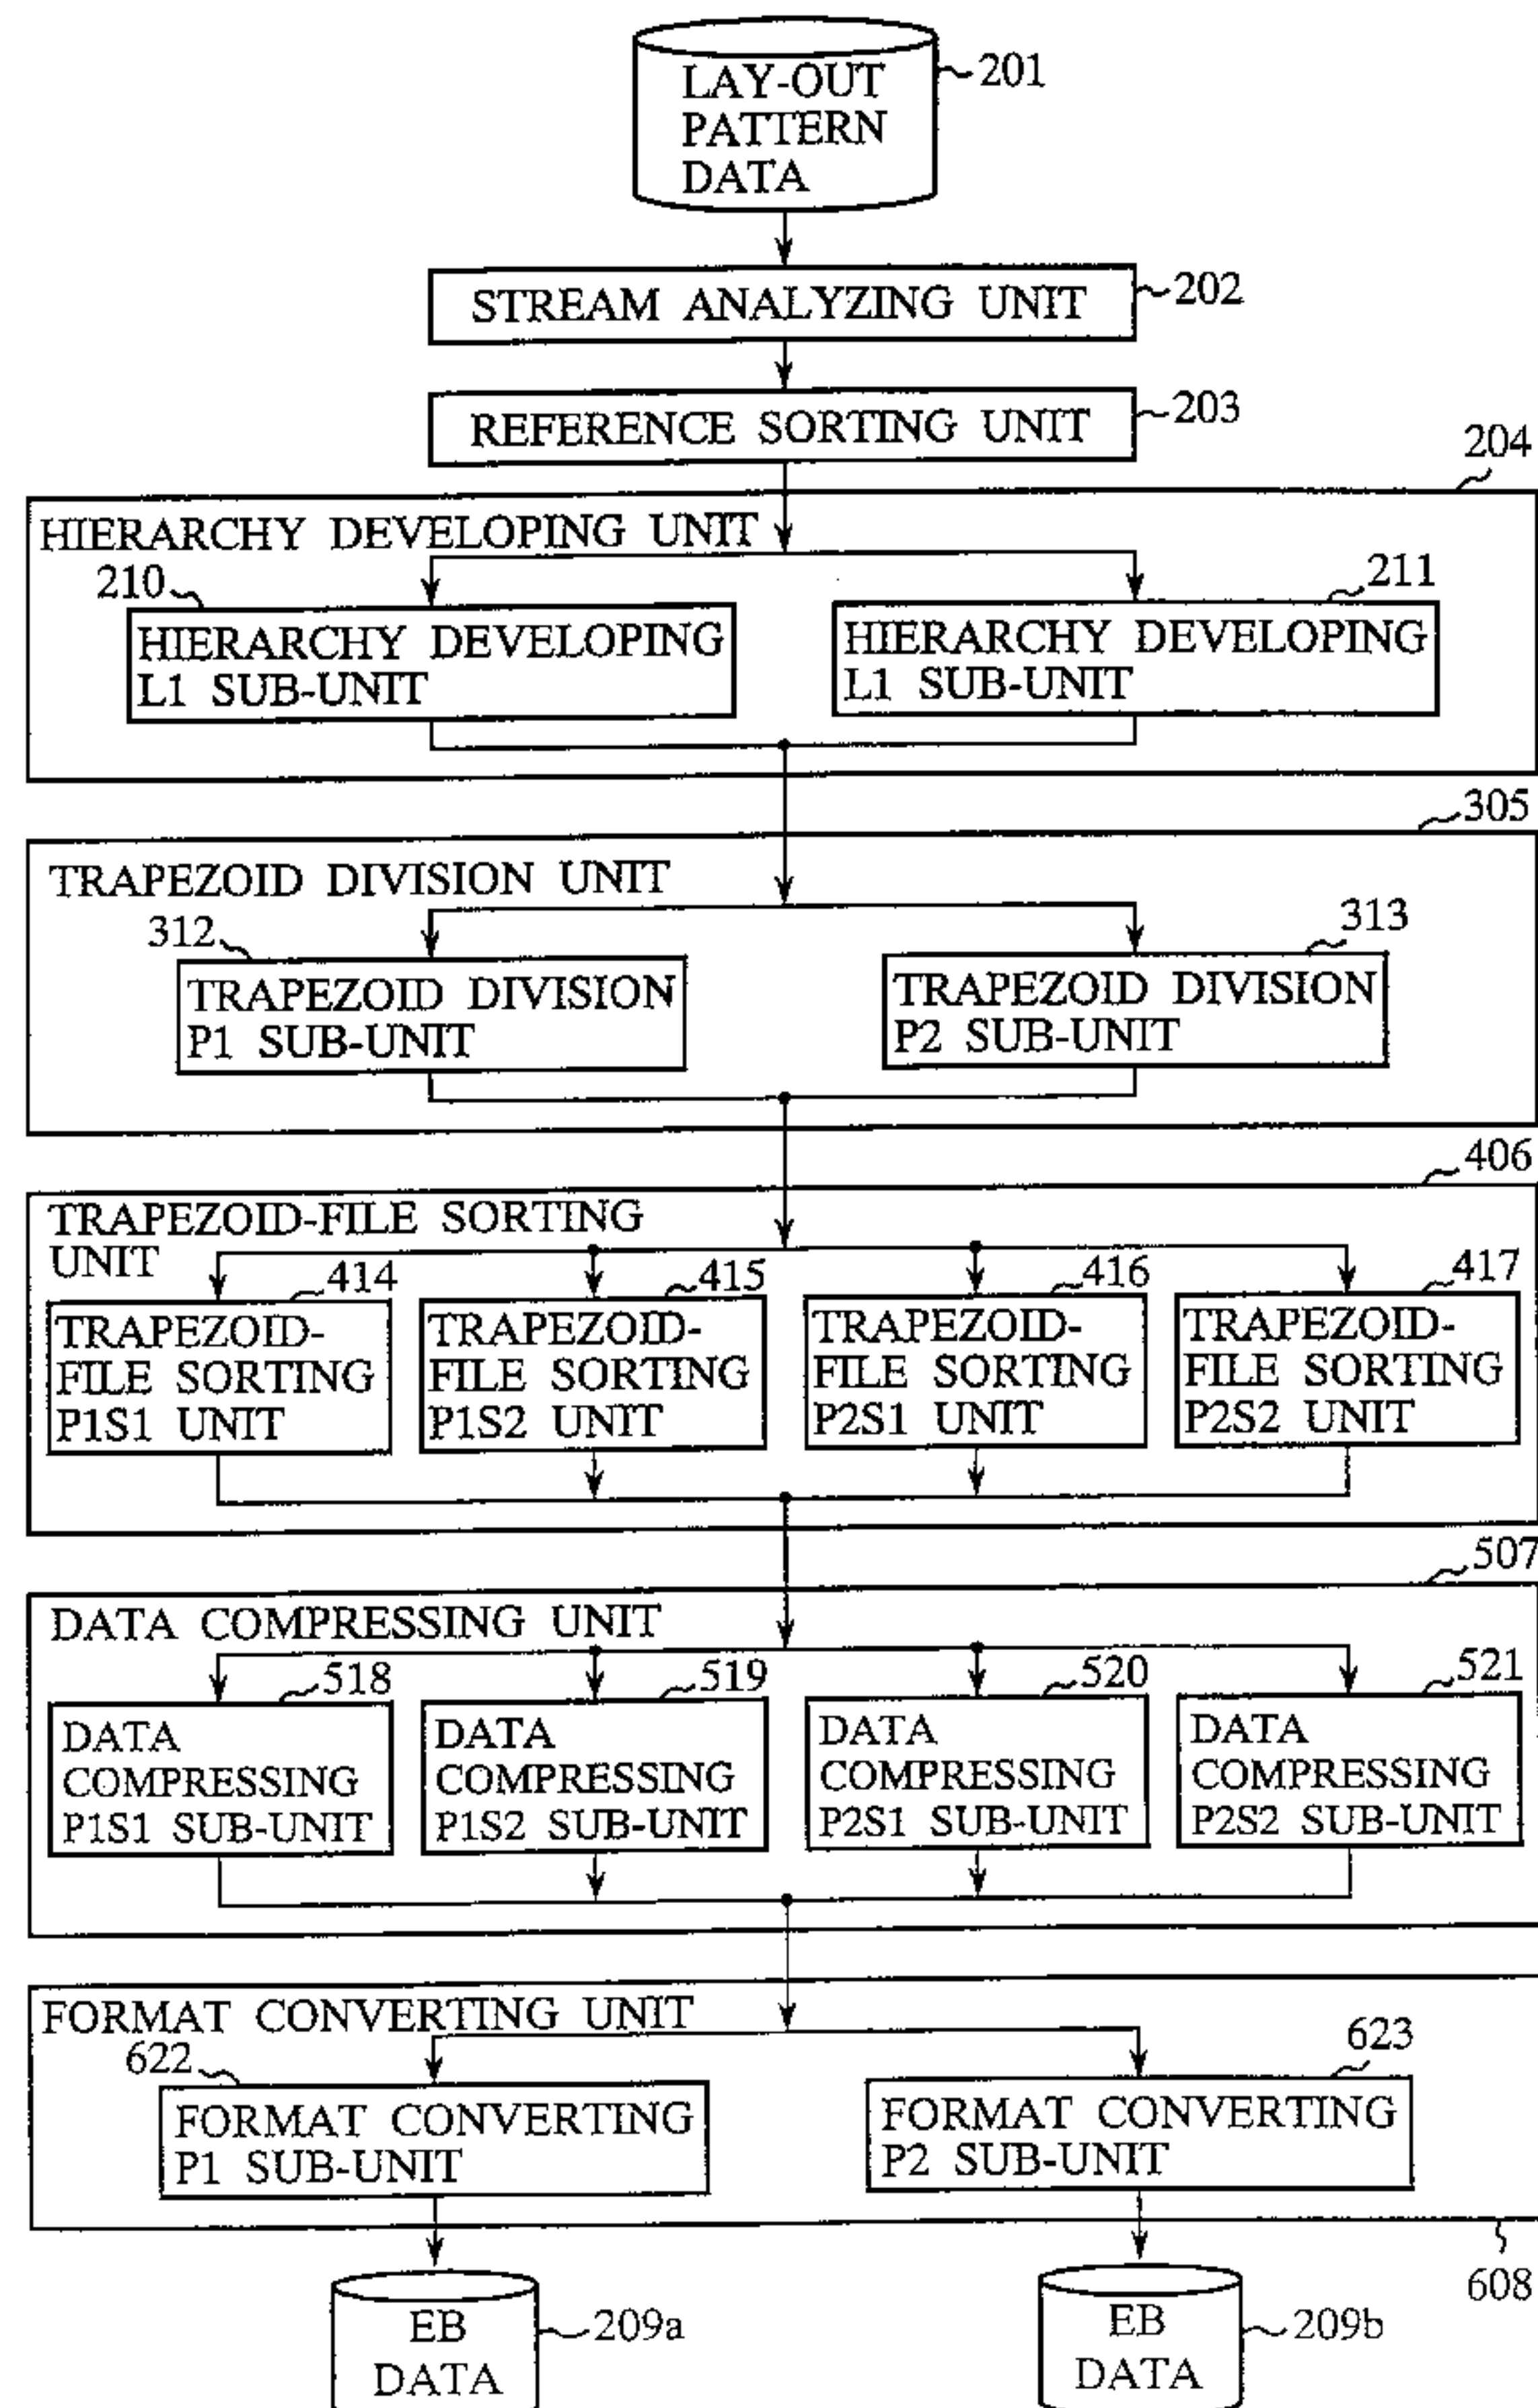 LAY-OUT
PATTERN
DATA
201
STREAM ANALYZING UNIT
202
REFERENCE SORTING UNIT
203
204
HIERARCHY DEVELOPING UNIT
210
211
HIERARCHY DEVELOPING
L1 SUB-UNIT
HIERARCHY DEVELOPING
L1 SUB-UNIT
305
TRAPEZOID DIVISION UNIT
312
313
TRAPEZOID DIVISION
P1 SUB-UNIT
TRAPEZOID DIVISION
P2 SUB-UNIT
406
TRAPEZOID-FILE SORTING
UNIT
414
415
416
417
TRAPEZOID-
FILE SORTING
P1S1 UNIT
TRAPEZOID-
FILE SORTING
P1S2 UNIT
TRAPEZOID-
FILE SORTING
P2S1 UNIT
TRAPEZOID-
FILE SORTING
P2S2 UNIT
507
DATA COMPRESSING UNIT
518
519
520
521
DATA
COMPRESSING
P1S1 SUB-UNIT
DATA
COMPRESSING
P1S2 SUB-UNIT
DATA
COMPRESSING
P2S1 SUB-UNIT
DATA
COMPRESSING
P2S2 SUB-UNIT
FORMAT CONVERTING UNIT
622
623
FORMAT CONVERTING
P1 SUB-UNIT
FORMAT CONVERTING
P2 SUB-UNIT
608
EB
DATA
209a
EB
DATA
209b